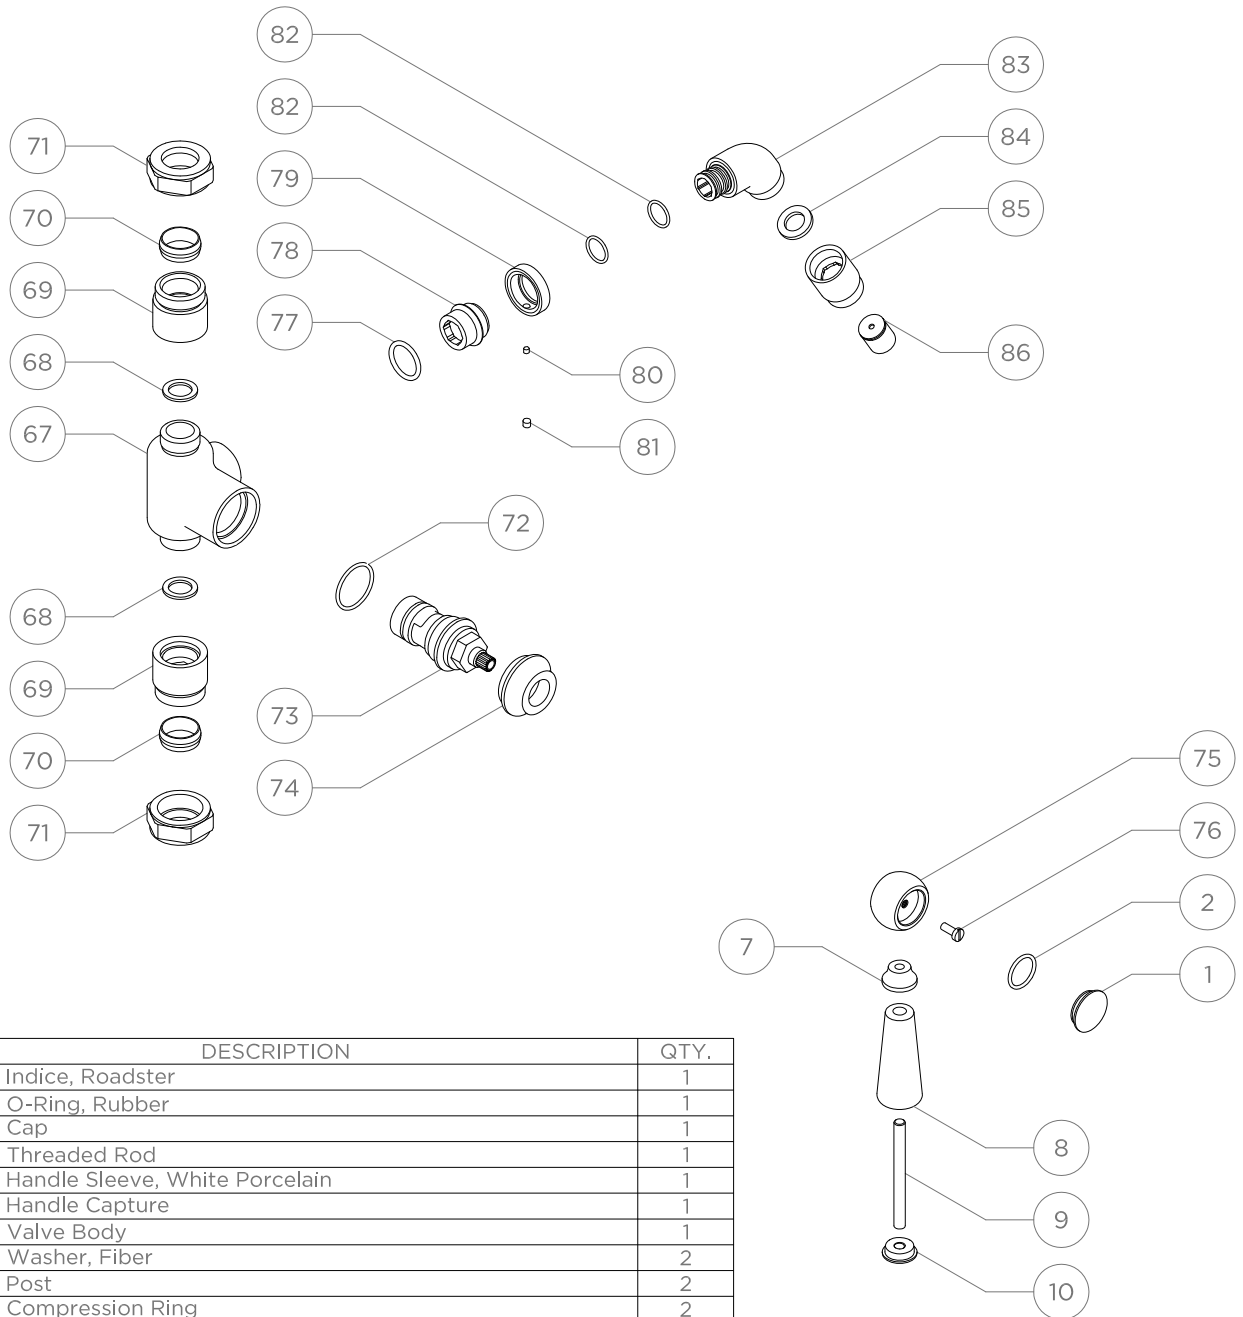 82
83
82
84
71
79
85
70
78
69
77
86
68
80
67
81
72
68
69
73
75
70
74
76
71
2
7
1
DESCRIPTION QTY.
Indice, Roadster 1
O-Ring, Rubber 1
Cap 1
Threaded Rod 1
Handle Sleeve, White Porcelain 1
Handle Capture 1
Valve Body 1
Washer, Fiber 2
Post 2
Compression Ring 2
8
9
10